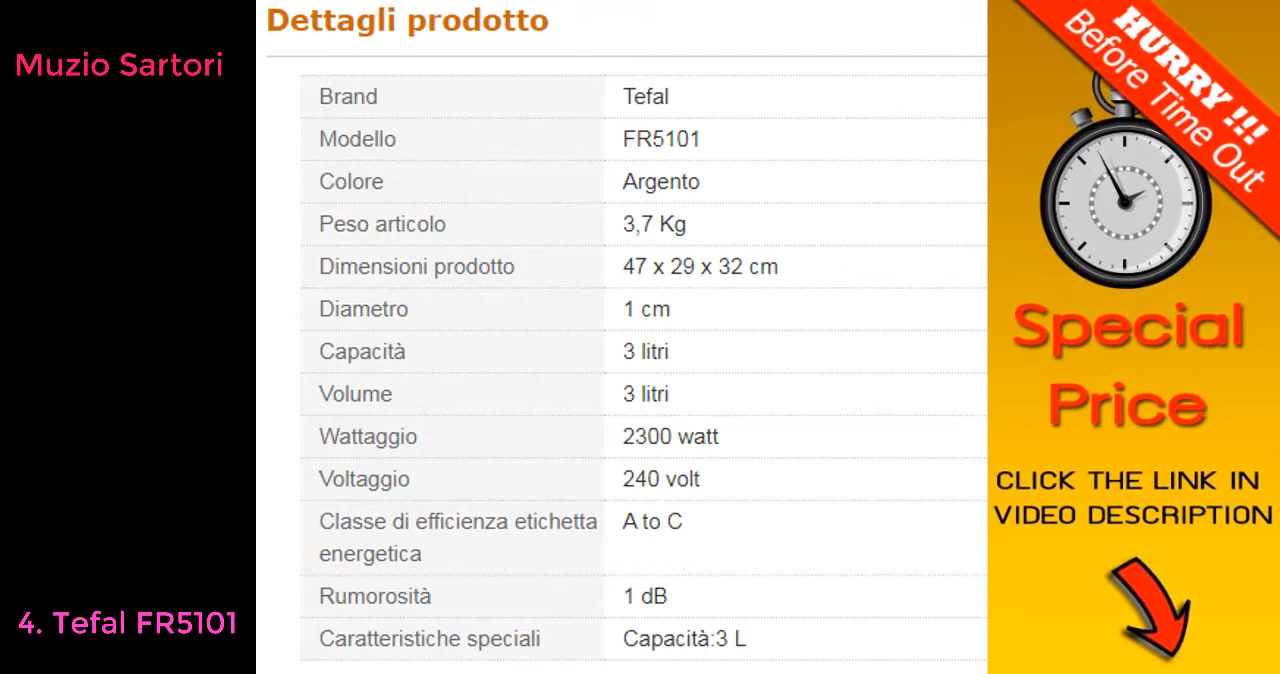 Muzio Sartori
4. Tefal FR5101
Dettagli prodotto
Brand Tefal
Modello FR5101
Colore Argento
Peso articolo 3,7 Kg
Dimensioni prodotto 47 x 29 x 32 cm
Diametro 1 cm
Capacità 3 litri
Volume 3 litri
Wattaggio 2300 watt
Voltaggio 240 volt
Classe di efficienza etichetta A to C
energetica
Rumorosità 1 dB
Caratteristiche speciali Capacità:3 L
HURRY !!!
Before Time Out
Special
Price
CLICK THE LINK IN
VIDEO DESCRIPTION